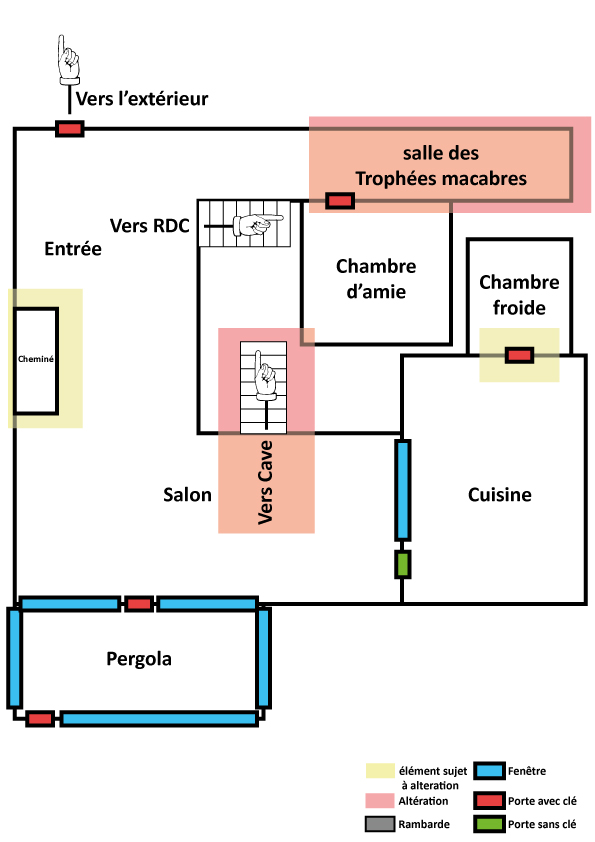 Vers l'extérieur
salle des
Trophées macabres
Vers RDC
Entrée
Chambre
d'amie
Chambre
froide
Cheminé
Vers Cave
Salon
Cuisine
Pergola
élément sujet
à alteration
Fenêtre
Altération
Porte avec clé
Rambarde
Porte sans clé